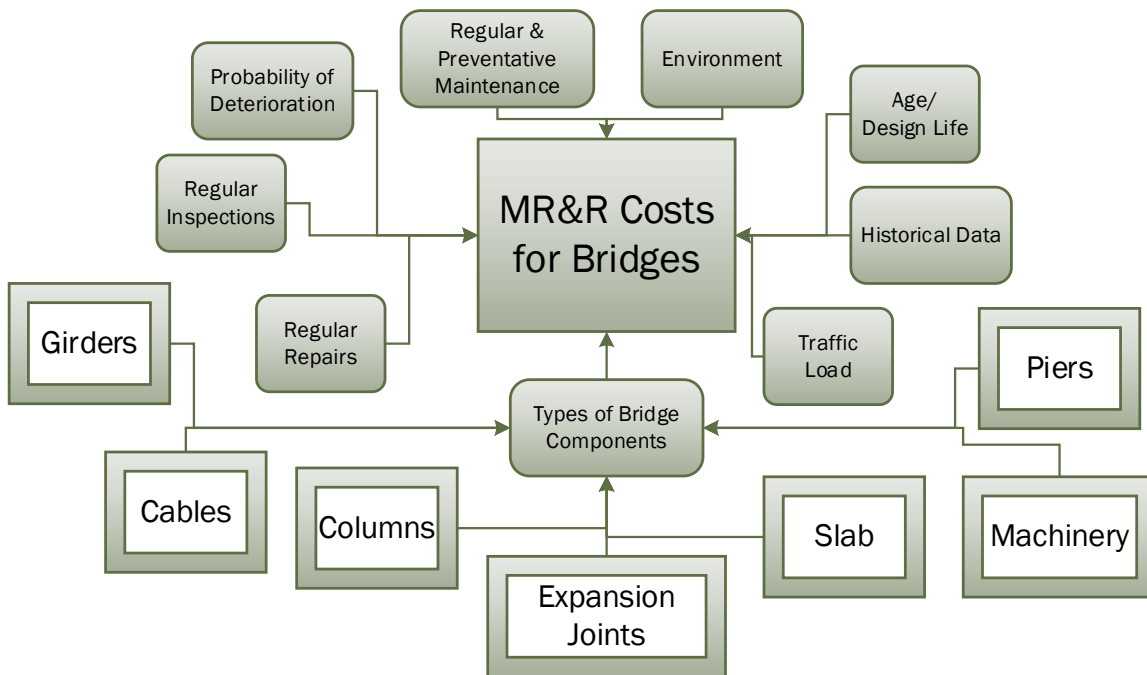 Regular &
Preventative
Maintenance
Environment
Probability of
Deterioration
Age/
Design Life
Regular
Inspections
MR&R Costs
for Bridges
Historical Data
Regular
Repairs
Traffic
Load
Girders
Piers
Types of Bridge
Components
Cables
Columns
Slab
Machinery
Expansion
Joints